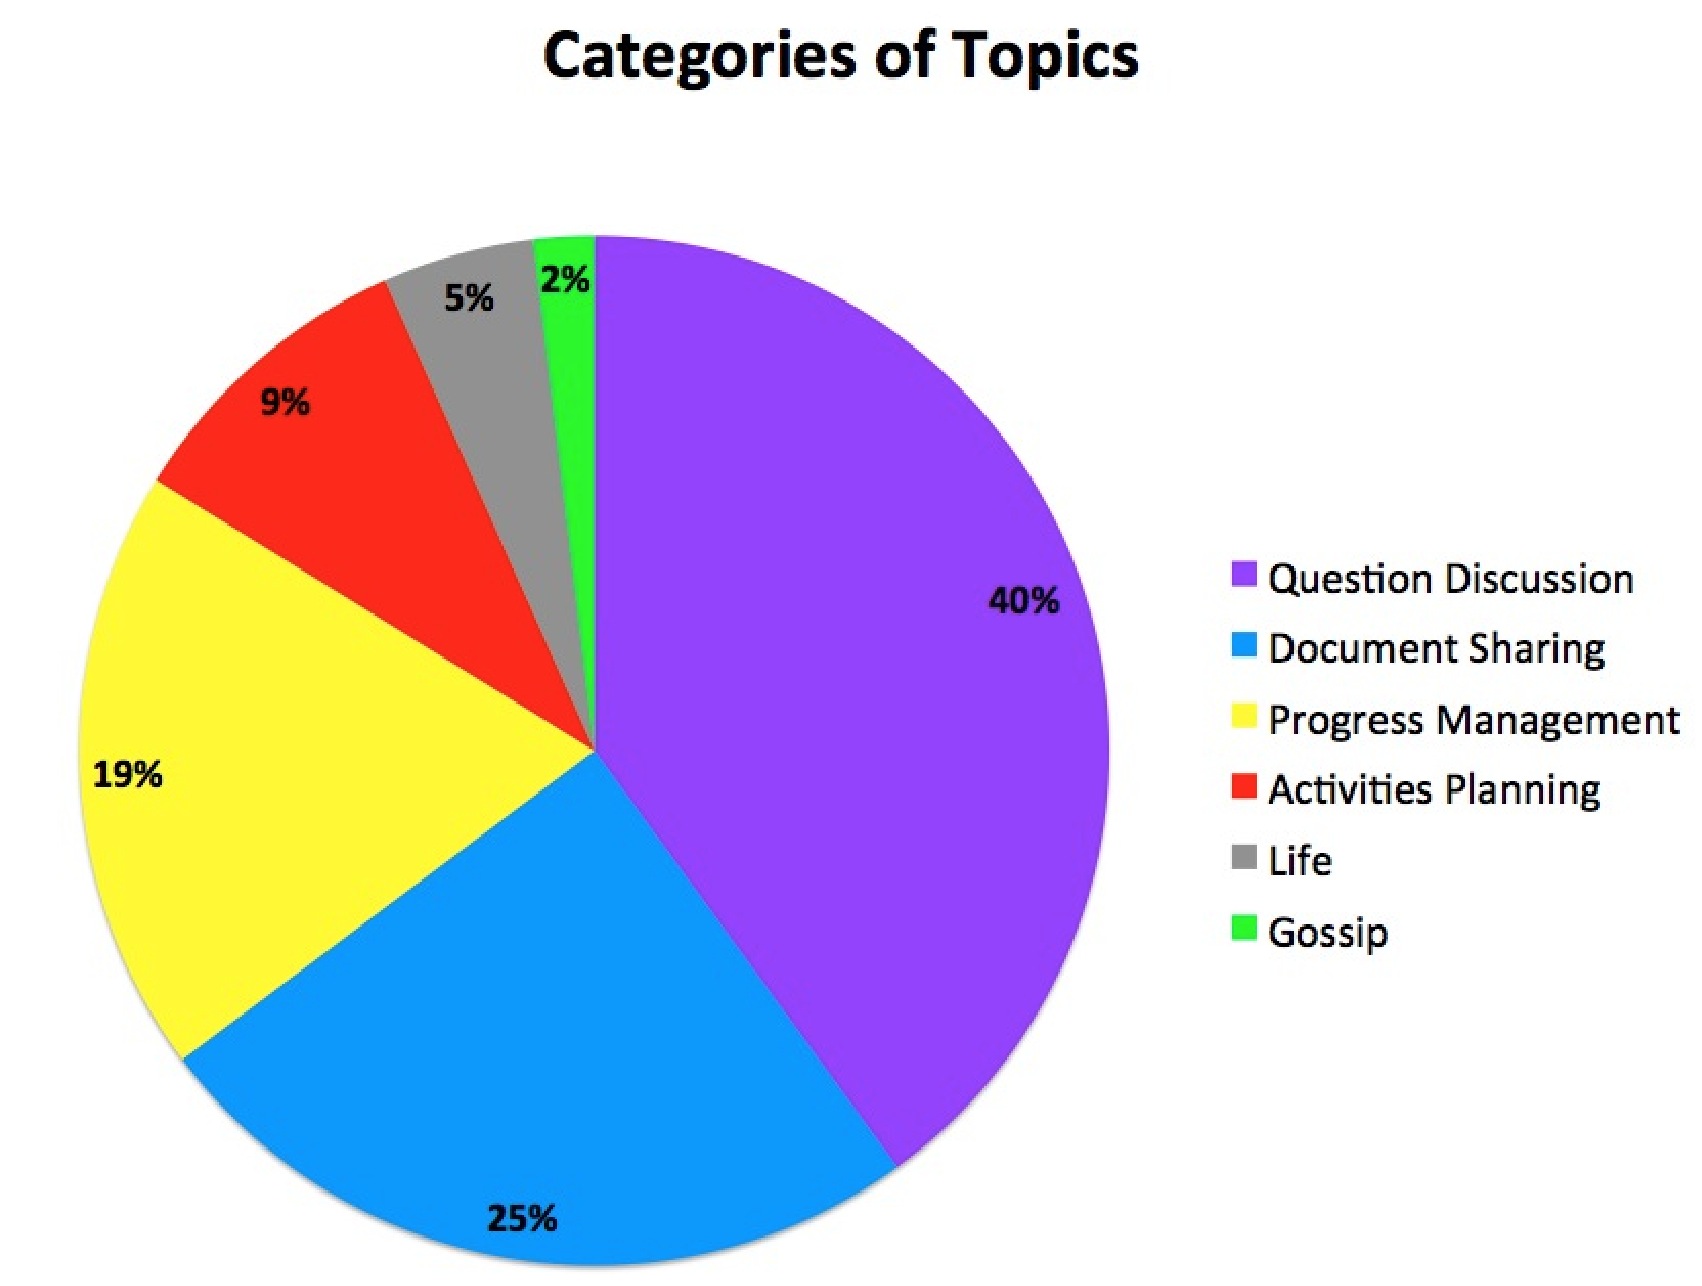 Categories of Topics
2%
5%
9%
40%
19%
25%
Question Discussion
Document Sharing
Progress Management
Activities Planning
Life
Gossip